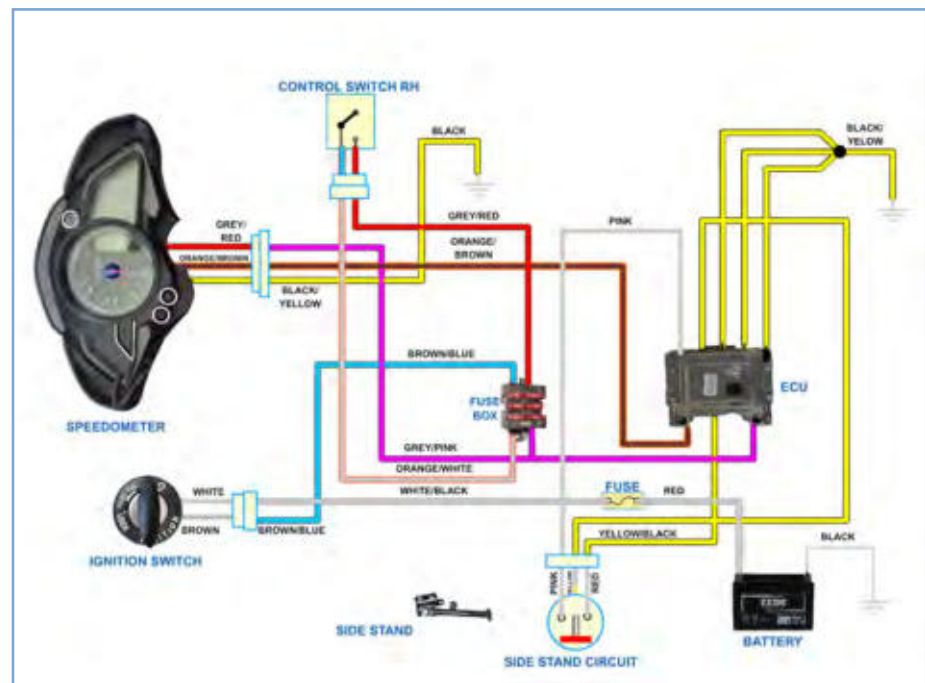 CONTROL SWITCH RH
BLACK
BLACK/
YELOW
GREY/
RED
GREY/RED
PINK
ORANGE/BROWN
ORANGE/
BROWN
BLACK/
YELLOW
BROWN/BLUE
FUSE
BOX
ECU
SPEEDOMETER
GREY/PINK
ORANGE/WHITE
WHITE
WHITE/BLACK
FUSE
RED
BROWN
BROWN/BLUE
YELLOW/BLACK
BLACK
IGNITION SWITCH
PINK
YELLOW
RED
SIDE STAND
BATTERY
SIDE STAND CIRCUIT